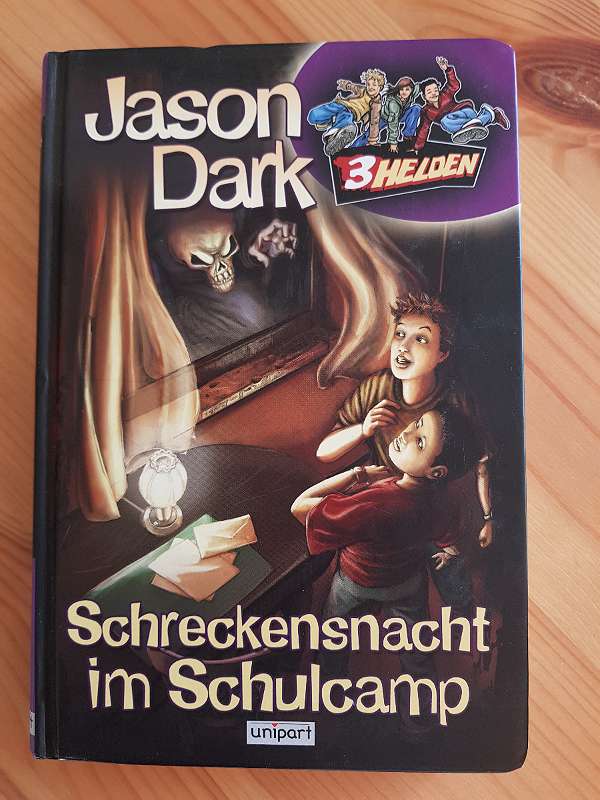 Jason
Dark
3 HELDEN
Schreckensnacht
im Schulcamp
unipart